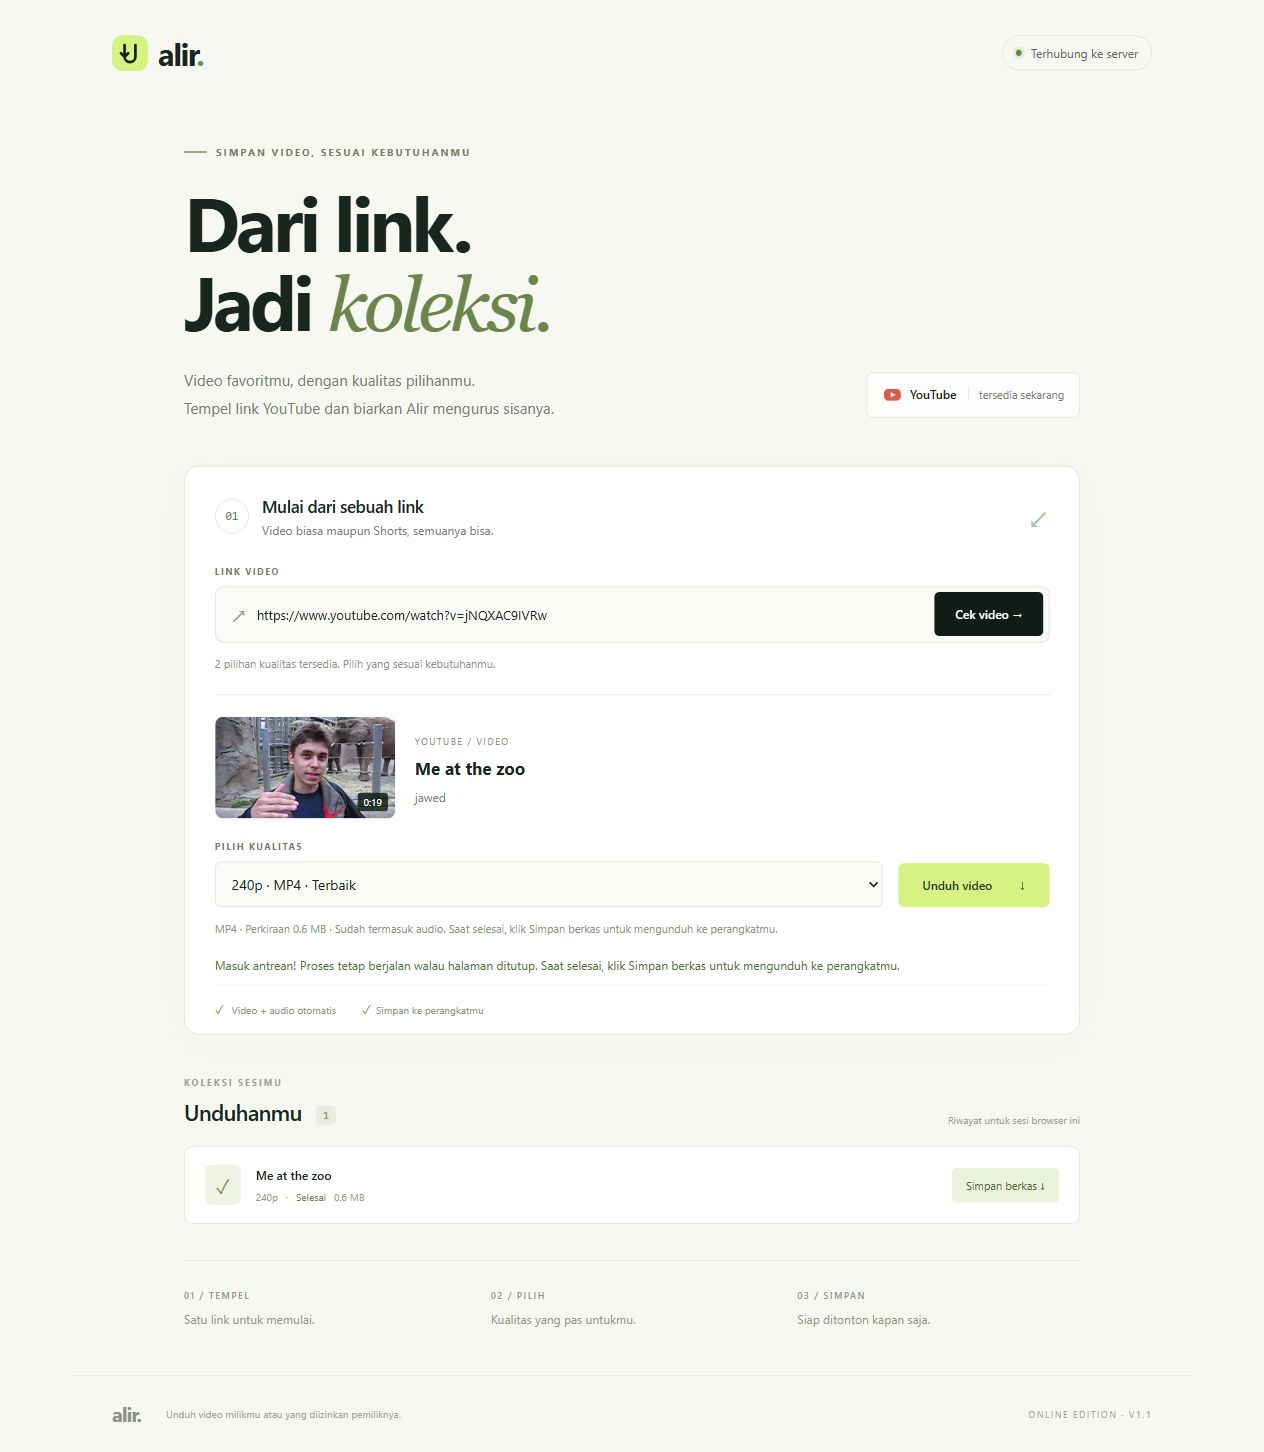 alir.
Terhubung ke server
SIMPAN VIDEO, SESUAI KEBUTUHANMU
Dari link.
Jadi koleksi.
Video favoritmu, dengan kualitas pilihanmu.
Tempel link YouTube dan biarkan Alir mengurus sisanya.
YouTube
tersedia sekarang
01
Mulai dari sebuah link
Video biasa maupun Shorts, semuanya bisa.
↙
LINK VIDEO
↗ https://www.youtube.com/watch?v=jNQXAC9IVRw
Cek video →
2 pilihan kualitas tersedia. Pilih yang sesuai kebutuhanmu.
0:19
YOUTUBE / VIDEO
Me at the zoo
jawed
PILIH KUALITAS
240p · MP4 · Terbaik
Unduh video ↓
MP4 · Perkiraan 0.6 MB · Sudah termasuk audio. Saat selesai, klik Simpan berkas untuk mengunduh ke perangkatmu.
Masuk antrean! Proses tetap berjalan walau halaman ditutup. Saat selesai, klik Simpan berkas untuk mengunduh ke perangkatmu.
✓ Video + audio otomatis
✓ Simpan ke perangkatmu
KOLEKSI SESIMU
Unduhanmu 1
Riwayat untuk sesi browser ini
✓
Me at the zoo
240p · Selesai 0.6 MB
Simpan berkas ↓
01 / TEMPEL
Satu link untuk memulai.
02 / PILIH
Kualitas yang pas untukmu.
03 / SIMPAN
Siap ditonton kapan saja.
alir.
Unduh video milikmu atau yang diizinkan pemiliknya.
ONLINE EDITION · V1.1